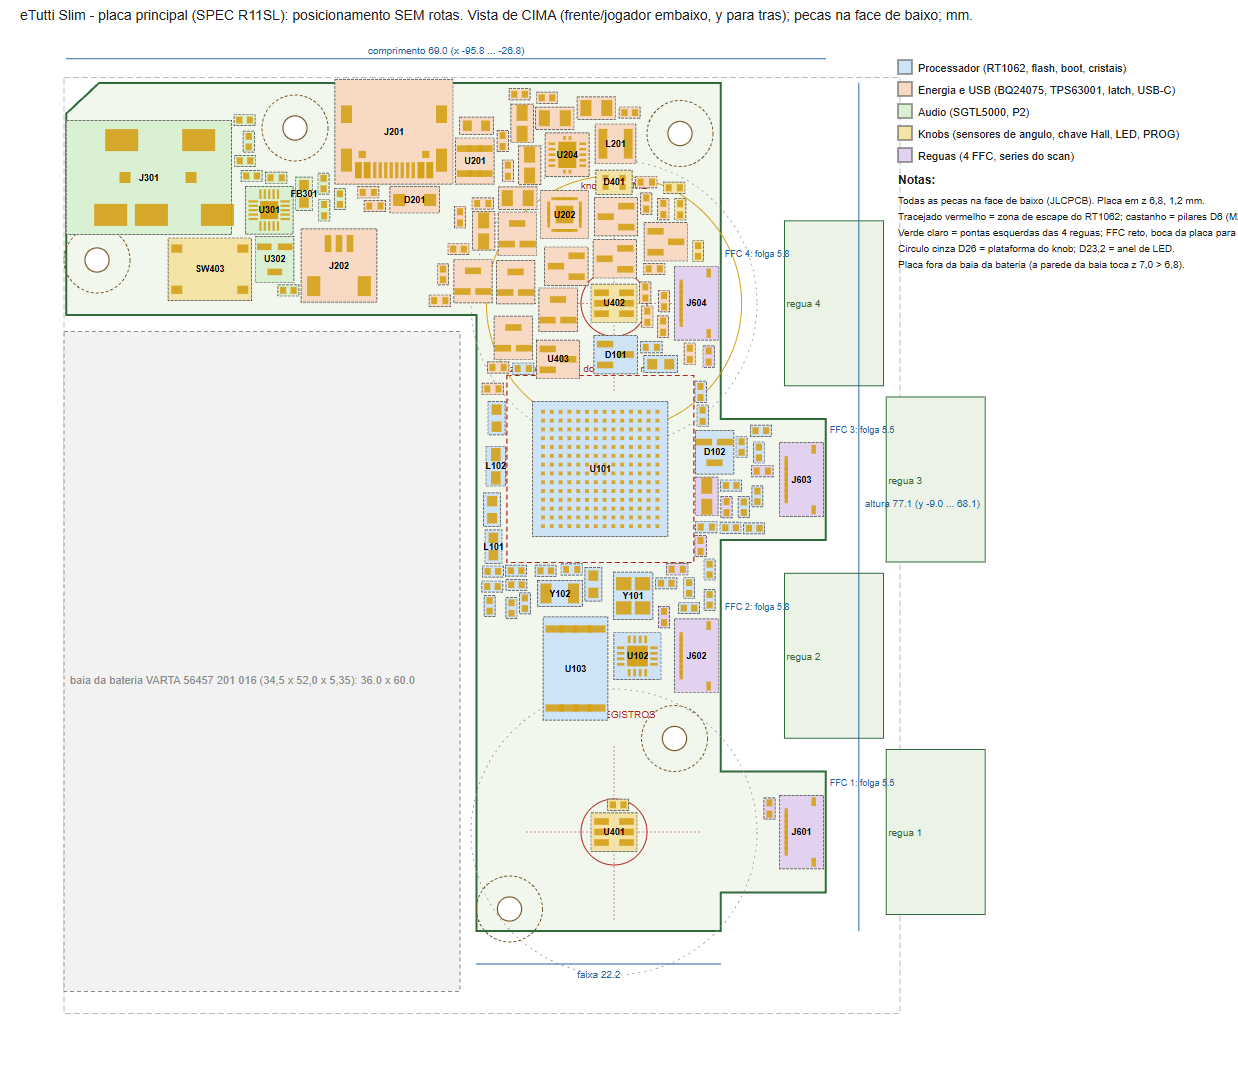 eTutti Slim - placa principal (SPEC R11SL): posicionamento SEM rotas. Vista de CIMA (frente/jogador embaixo, y para tras); pecas na face de baixo; mm.
comprimento 69.0 (x -95.8 ... -26.8)
Processador (RT1062, flash, boot, cristais)
Energia e USB (BQ24075, TPS63001, latch, USB-C)
Audio (SGTL5000, P2)
Knobs (sensores de angulo, chave Hall, LED, PROG)
Reguas (4 FFC, series do scan)
Notas:
Todas as pecas na face de baixo (JLCPCB). Placa em z 6,8, 1,2 mm.
Tracejado vermelho = zona de escape do RT1062; castanho = pilares D6 (M
Verde claro = pontas esquerdas das 4 reguas; FFC reto, boca da placa para
Circulo cinza D26 = plataforma do knob; D23,2 = anel de LED.
Placa fora da baia da bateria (a parede da baia toca z 7,0 > 6,8).
J201
L201
U204
U201
J301
D401
FB301
D201
U301
U202
U302
SW403
J202
FFC 4: folga 5.8
U402
J604
regua 4
D101
U403
do
FFC 3: folga 5.5
D102
L102
U101
J603
regua 3
altura 77.1 (y -9.0 ... 68.1)
L101
Y102
Y101
FFC 2: folga 5.8
U103
U102
J602
regua 2
baia da bateria VARTA 56457 201 016 (34,5 x 52,0 x 5,35): 36.0 x 60.0
EGISTROS
FFC 1: folga 5.5
U401
J601
regua 1
faixa 22.2